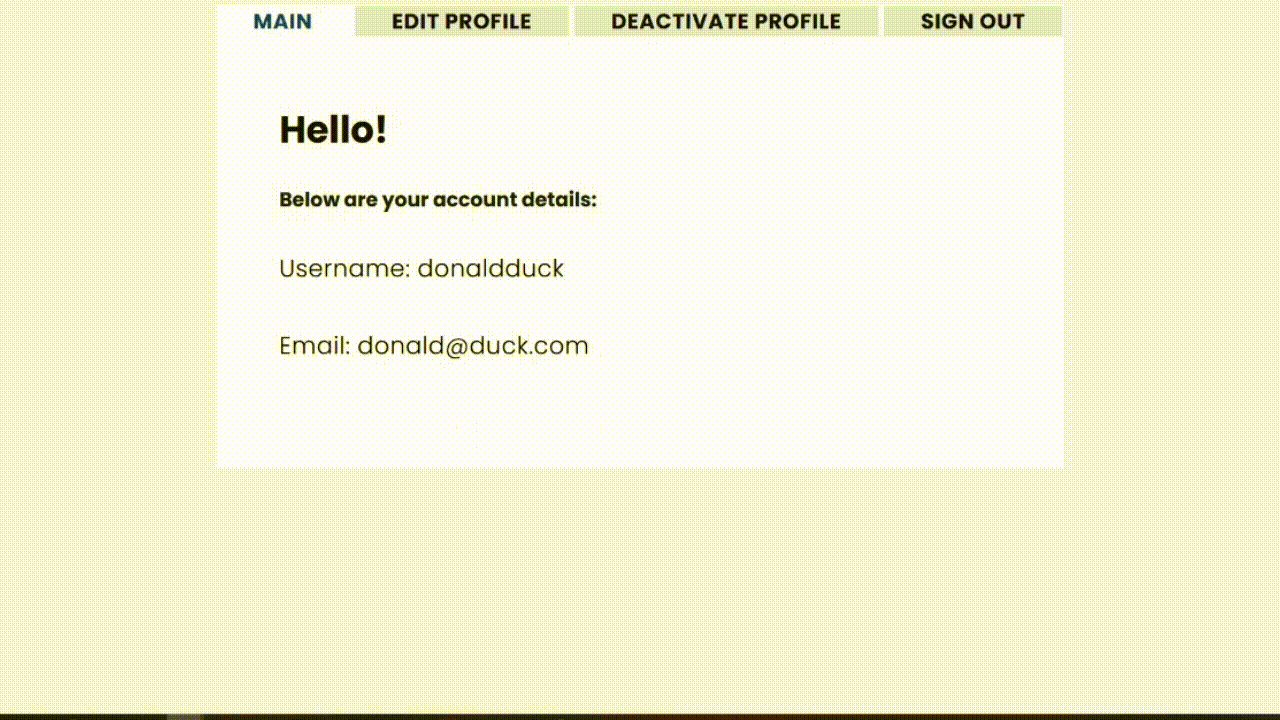 MAIN EDIT PROFILE DEACTIVATE PROFILE SIGN OUT
Hello!
Below are your account details:
Username: donaldduck
Email: donald@duck.com